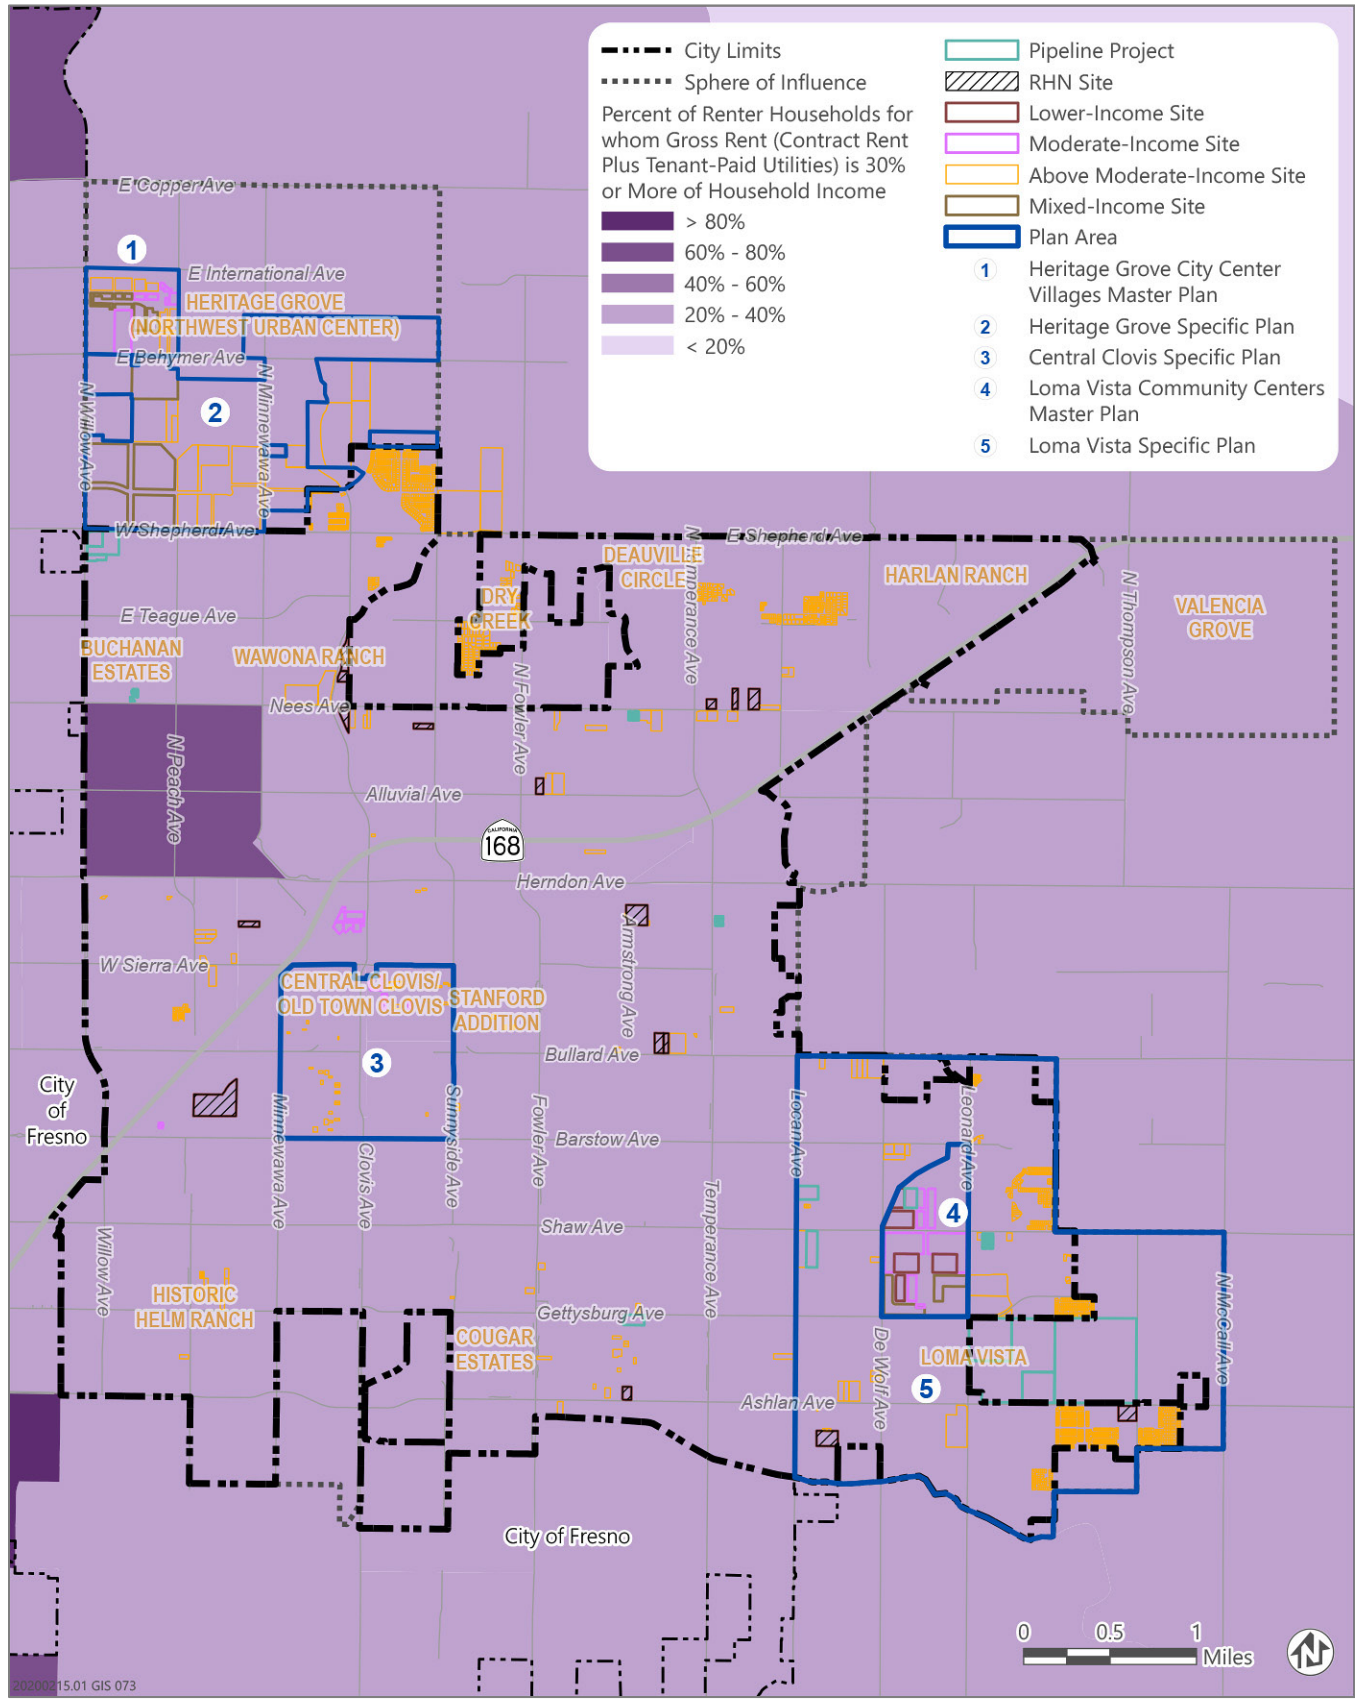 City Limits
Sphere of Influence
Percent of Renter Households for
whom Gross Rent (Contract Rent
Plus Tenant-Paid Utilities) is 30%
or More of Household Income
> 80%
60% - 80%
40% - 60%
20% - 40%
< 20%
Pipeline Project
RHN Site
Lower-Income Site
Moderate-Income Site
Above Moderate-Income Site
Mixed-Income Site
Plan Area
1 Heritage Grove City Center
Villages Master Plan
2 Heritage Grove Specific Plan
3 Central Clovis Specific Plan
4 Loma Vista Community Centers
Master Plan
5 Loma Vista Specific Plan
E Copper Ave
1
E International Ave
HERITAGE GROVE
(NORTHWEST URBAN CENTER)
E Behymer Ave
N Willow Ave
2
N Minnewawa Ave
W Shepherd Ave
E Shepherd Ave
DEAUVILLE
CIRCLE
N Temperance Ave
HARLAN RANCH
N Thompson Ave
VALENCIA
GROVE
DRY
CREEK
E Teague Ave
BUCHANAN
ESTATES
WAWONA RANCH
Nees Ave
N Fowler Ave
N Peach Ave
Alluvial Ave
CALIFORNIA
168
Herndon Ave
Armstrong Ave
W Sierra Ave
CENTRAL CLOVIS/
OLD TOWN CLOVIS
STANFORD
ADDITION
Bullard Ave
3
City
of
Fresno
Minnewawa Ave
Clovis Ave
Sunnyside Ave
Fowler Ave
Barstow Ave
Locan Ave
Leonard Ave
4
Shaw Ave
Temperance Ave
Willow Ave
HISTORIC
HELM RANCH
Gettysburg Ave
COUGAR
ESTATES
De Wolf Ave
LOMA VISTA
5
N McCall Ave
Ashlan Ave
City of Fresno
0 0.5 1
Miles
N
20200215.01 GIS 073